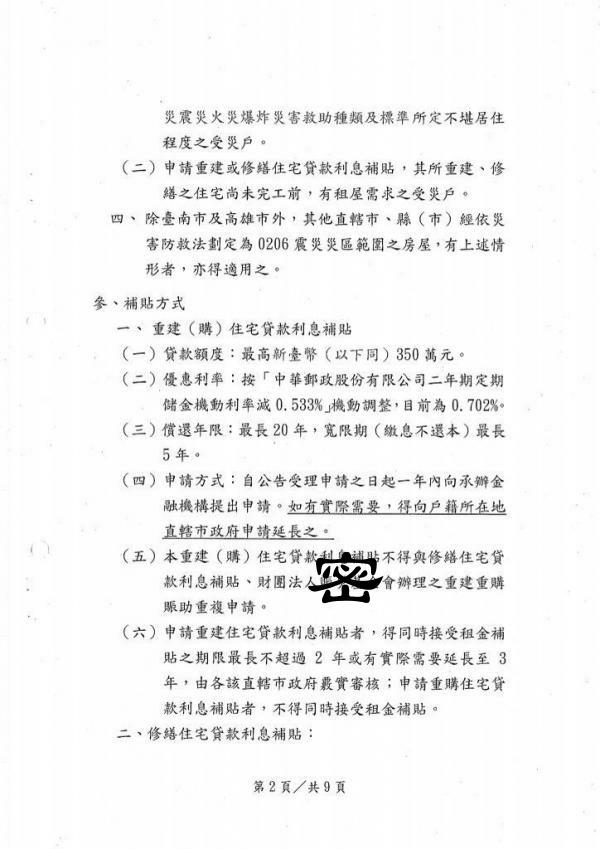 災震災火災爆炸災害救助種類及標準所定不堪居住
程度之受災戶。
（二）申請重建或修繕住宅貸款利息補貼，其所重建、修
繕之住宅尚未完工前，有租屋需求之受災戶。
四、除臺南市及高雄市外，其他直轄市、縣（市）經依災
害防救法劃定為 0206 震災災區範圍之房屋，有上述情
形者，亦得適用之。
參、補貼方式
一、重建（購）住宅貸款利息補貼
（一）貸款額度：最高新臺幣（以下同）350 萬元。
（二）優惠利率：按「中華郵政股份有限公司二年期定期
儲金機動利率減 0.533%」機動調整，目前為 0.702%。
（三）償還年限：最長 20 年，寬限期（繳息不還本）最長
5 年。
（四）申請方式：自公告受理申請之日起一年內向承辦金
融機構提出申請。如有實際需要，得向戶籍所在地
直轄市政府申請延長之。
（五）本重建（購）住宅貸款利息補貼不得與修繕住宅貸
款利息補貼、財團法人會辦理之重建重購
賑助重複申請。
密
（六）申請重建住宅貸款利息補貼者，得同時接受租金補
貼之期限最長不超過 2 年或有實際需要延長至 3
年，由各該直轄市政府覈實審核；申請重購住宅貸
款利息補貼者，不得同時接受租金補貼。
二、修繕住宅貸款利息補貼：
第 2 頁／共 9 頁